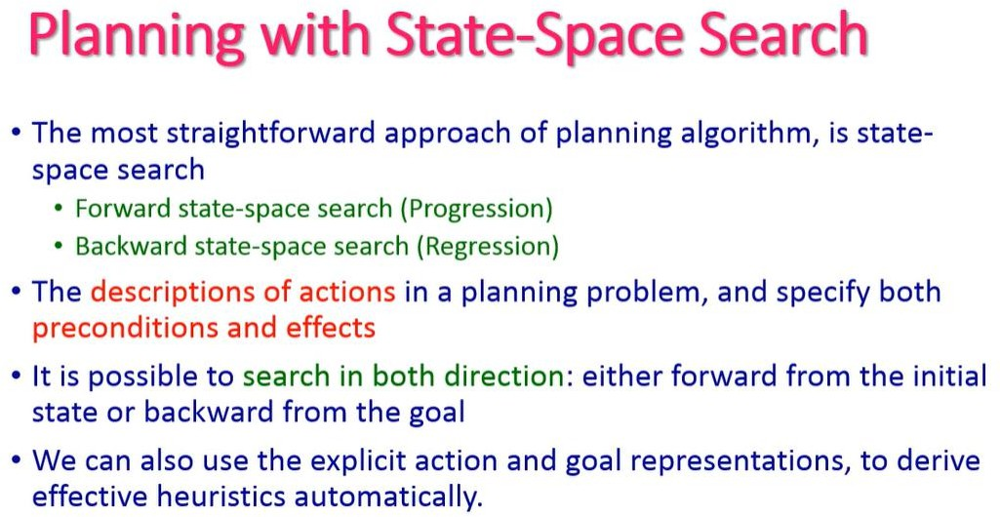 Planning with State-Space Search
• The most straightforward approach of planning algorithm, is state-
space search
• Forward state-space search (Progression)
• Backward state-space search (Regression)
• The descriptions of actions in a planning problem, and specify both
preconditions and effects
• It is possible to search in both direction: either forward from the initial
state or backward from the goal
• We can also use the explicit action and goal representations, to derive
effective heuristics automatically.